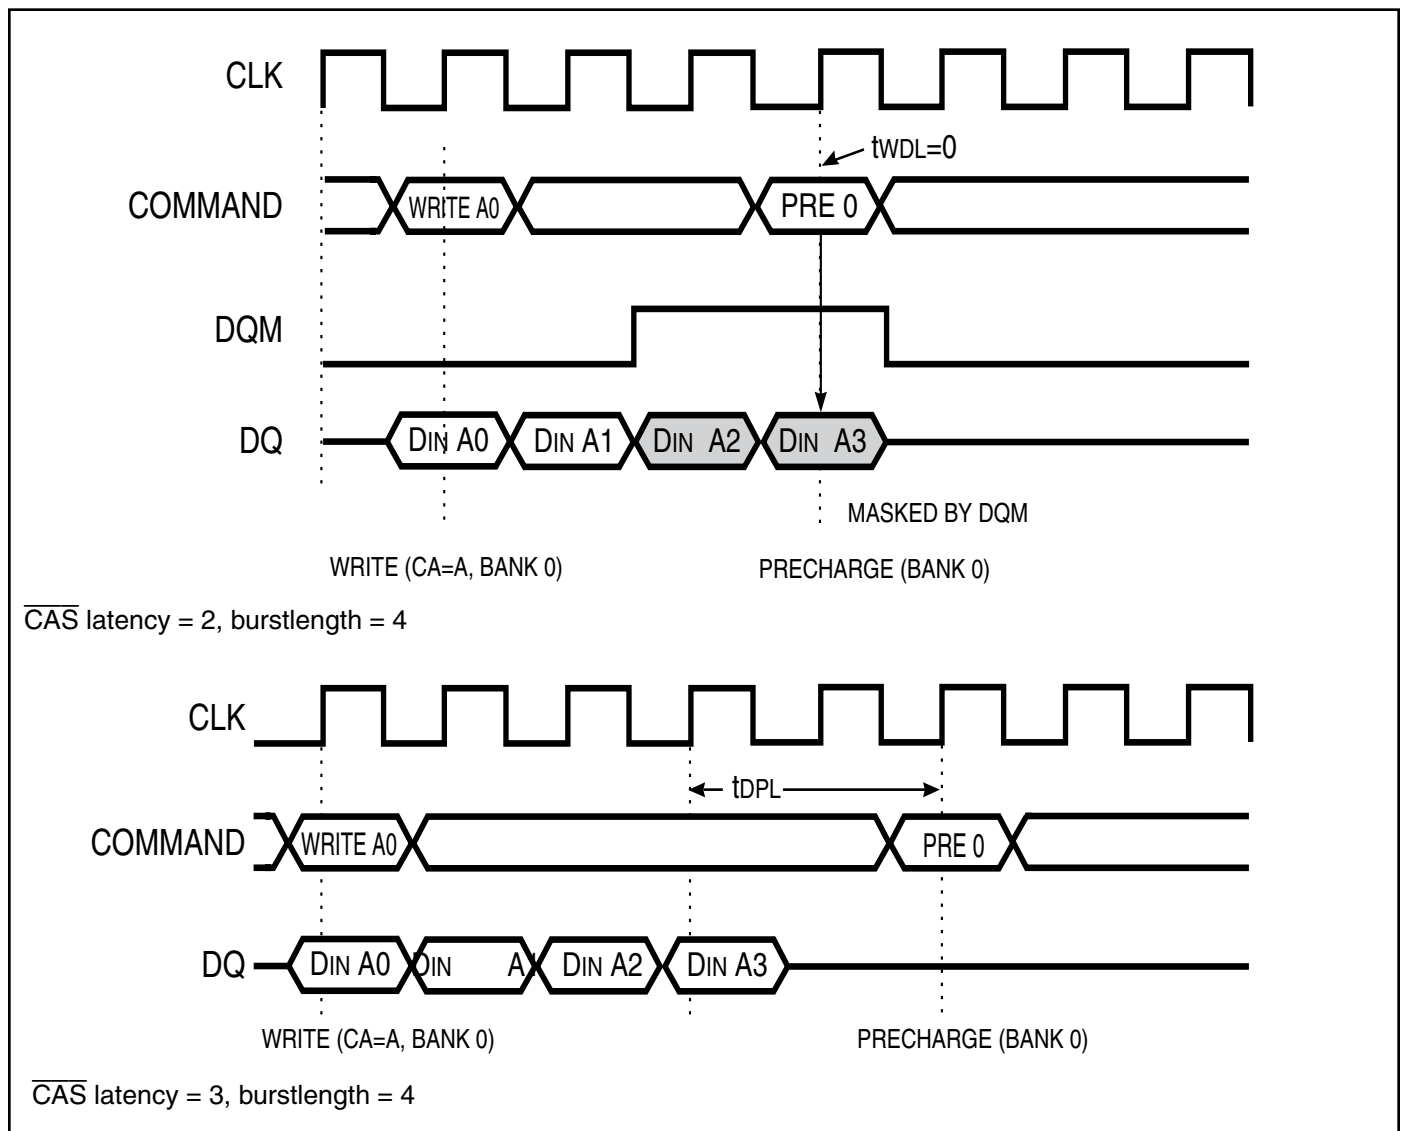 CLK
tWDL=0
COMMAND WRITE A0 PRE 0
DQM
DQ DIN A0 DIN A1 DIN A2 DIN A3
MASKED BY DQM
WRITE (CA=A, BANK 0) PRECHARGE (BANK 0)
CAS latency = 2, burstlength = 4
CLK
tDPL
COMMAND WRITE A0 PRE 0
DQ DIN A0 DIN A DIN A2 DIN A3
WRITE (CA=A, BANK 0) PRECHARGE (BANK 0)
CAS latency = 3, burstlength = 4